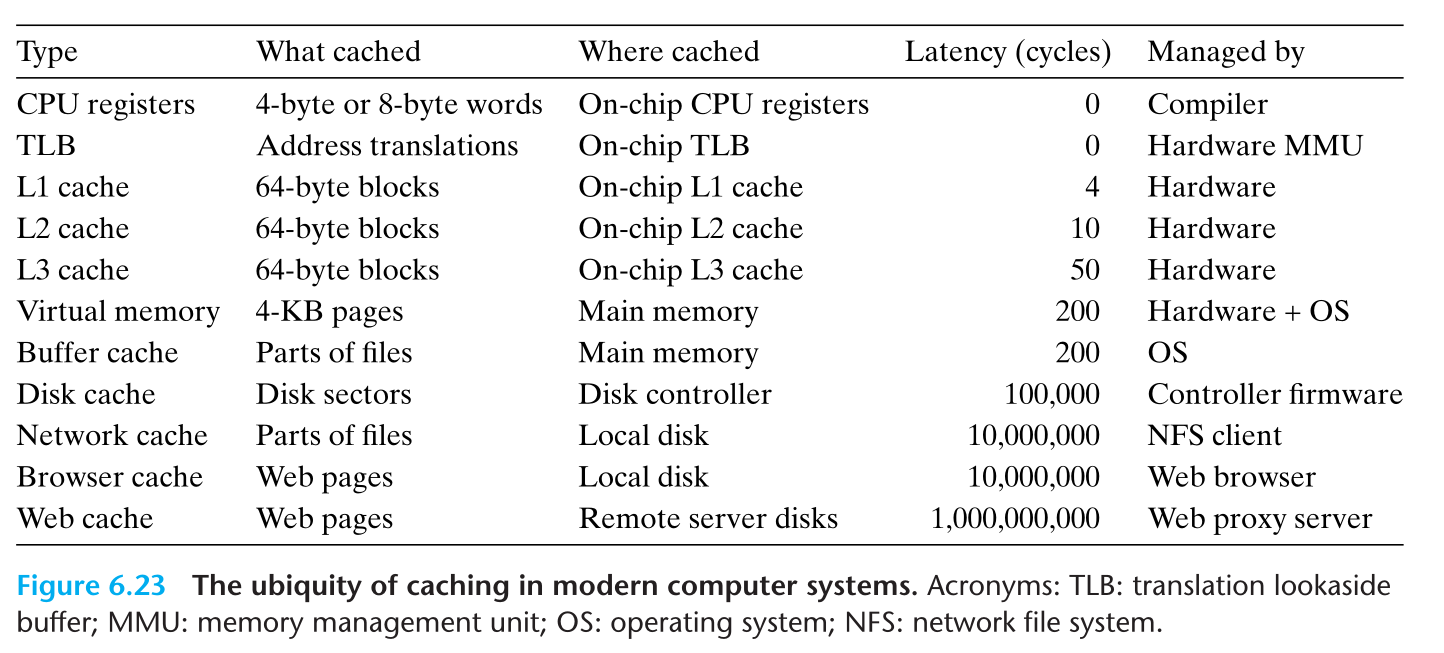 Type What cached Where cached Latency (cycles) Managed by
CPU registers 4-byte or 8-byte words On-chip CPU registers 0 Compiler
TLB Address translations On-chip TLB 0 Hardware MMU
L1 cache 64-byte blocks On-chip L1 cache 4 Hardware
L2 cache 64-byte blocks On-chip L2 cache 10 Hardware
L3 cache 64-byte blocks On-chip L3 cache 50 Hardware
Virtual memory 4-KB pages Main memory 200 Hardware + OS
Buffer cache Parts of files Main memory 200 OS
Disk cache Disk sectors Disk controller 100,000 Controller firmware
Network cache Parts of files Local disk 10,000,000 NFS client
Browser cache Web pages Local disk 10,000,000 Web browser
Web cache Web pages Remote server disks 1,000,000,000 Web proxy server
Figure 6.23 The ubiquity of caching in modern computer systems. Acronyms: TLB: translation lookaside
buffer; MMU: memory management unit; OS: operating system; NFS: network file system.